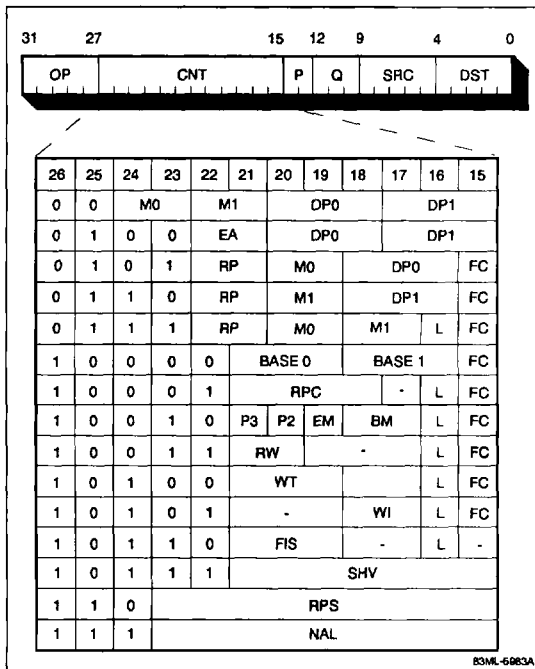 31 27 15 12 9 4 0
OP CNT P Q SRC DST
26 25 24 23 22 21 20 19 18 17 16 15
0 0 M0 M1 DP0 DP1
0 1 0 0 EA DP0 DP1
0 1 0 1 RP M0 DP0 FC
0 1 1 0 RP M1 DP1 FC
0 1 1 1 RP M0 M1 L FC
1 0 0 0 0 BASE 0 BASE 1 FC
1 0 0 0 1 RPC - L FC
1 0 0 1 0 P3 P2 EM BM L FC
1 0 0 1 1 RW - L FC
1 0 1 0 0 WT L FC
1 0 1 0 1 - WI L FC
1 0 1 1 0 FIS - L -
1 0 1 1 1 SHV
1 1 0 RPS
1 1 1 NAL
83ML-6983A